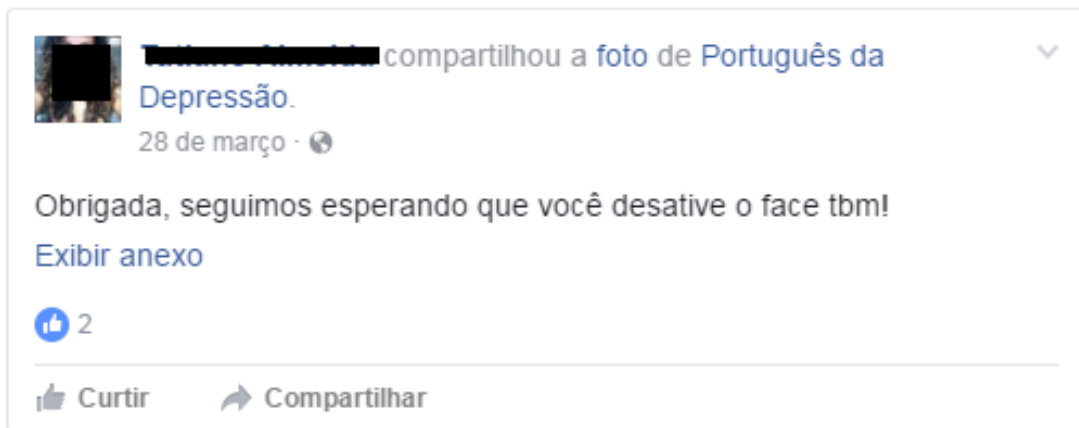 compartilhou a foto de Português da
Depressão.
28 de março ·
Obrigada, seguimos esperando que você desative o face tbm!
Exibir anexo
2
Curtir Compartilhar